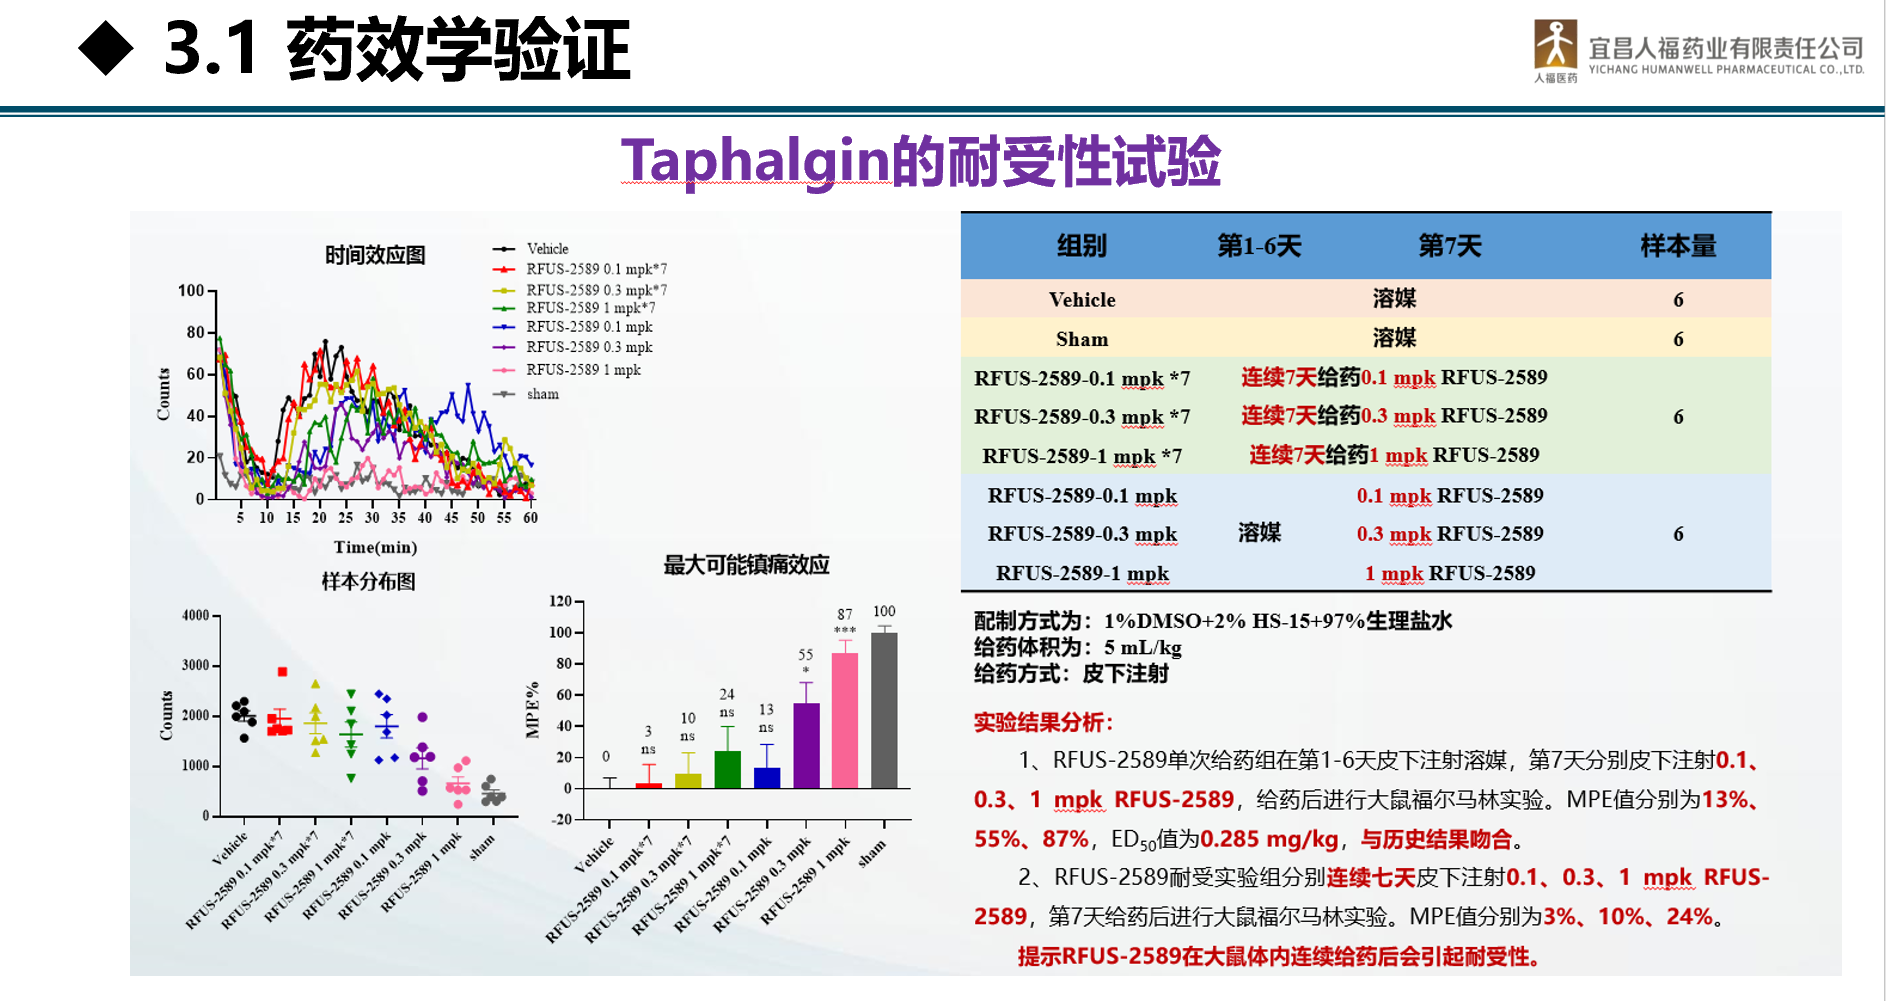 ◆ 3.1 药效学验证
人福医药
宜昌人福药业有限责任公司
YICHANG HUMANWELL PHARMACEUTICAL CO.,LTD.
Taphalgin的耐受性试验
时间效应图
Vehicle
RFUS-2589 0.1 mpk*7
RFUS-2589 0.3 mpk*7
RFUS-2589 1 mpk*7
RFUS-2589 0.1 mpk
RFUS-2589 0.3 mpk
RFUS-2589 1 mpk
sham
Counts
100
80
60
40
20
0
5 10 15 20 25 30 35 40 45 50 55 60
Time(min)
样本分布图
Counts
4000
3000
2000
1000
0
Vehicle
RFUS-2589 0.1 mpk*7
RFUS-2589 0.3 mpk*7
RFUS-2589 1 mpk*7
RFUS-2589 0.1 mpk
RFUS-2589 0.3 mpk
RFUS-2589 1 mpk
sham
最大可能镇痛效应
MPE%
120
100
80
60
40
20
0
-20
0
3
ns
10
ns
24
ns
13
ns
55
*
87
***
100
Vehicle
RFUS-2589 0.1 mpk*7
RFUS-2589 0.3 mpk*7
RFUS-2589 1 mpk*7
RFUS-2589 0.1 mpk
RFUS-2589 0.3 mpk
RFUS-2589 1 mpk
sham
组别 第1-6天 第7天 样本量
Vehicle 溶媒 6
Sham 溶媒 6
RFUS-2589-0.1 mpk *7 连续7天给药0.1 mpk RFUS-2589
RFUS-2589-0.3 mpk *7 连续7天给药0.3 mpk RFUS-2589 6
RFUS-2589-1 mpk *7 连续7天给药1 mpk RFUS-2589
RFUS-2589-0.1 mpk 0.1 mpk RFUS-2589
RFUS-2589-0.3 mpk 溶媒 0.3 mpk RFUS-2589 6
RFUS-2589-1 mpk 1 mpk RFUS-2589
配制方式为：1%DMSO+2% HS-15+97%生理盐水
给药体积为：5 mL/kg
给药方式：皮下注射
实验结果分析：
1、RFUS-2589单次给药组在第1-6天皮下注射溶媒，第7天分别皮下注射0.1、
0.3、1 mpk RFUS-2589，给药后进行大鼠福尔马林实验。MPE值分别为13%、
55%、87%，ED50值为0.285 mg/kg，与历史结果吻合。
2、RFUS-2589耐受实验组分别连续七天皮下注射0.1、0.3、1 mpk RFUS-
2589，第7天给药后进行大鼠福尔马林实验。MPE值分别为3%、10%、24%。
提示RFUS-2589在大鼠体内连续给药后会引起耐受性。